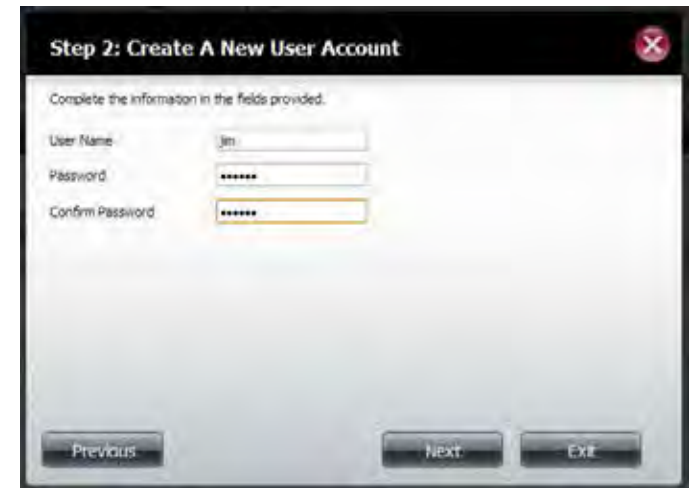 Step 2: Create A New User Account
Complete the information in the fields provided.
User Name jim
Password ••••••
Confirm Password ••••••
Previous Next Exit